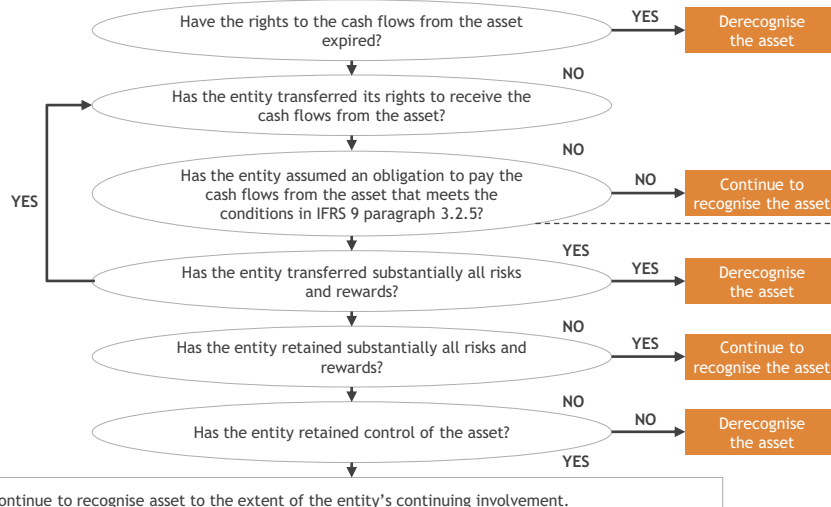 Have the rights to the cash flows from the asset
expired?
YES
Derecognise
the asset
NO
Has the entity transferred its rights to receive the
cash flows from the asset?
NO
YES
Has the entity assumed an obligation to pay the
cash flows from the asset that meets the
conditions in IFRS 9 paragraph 3.2.5?
NO
Continue to
recognise the asset
YES
Has the entity transferred substantially all risks
and rewards?
YES
Derecognise
the asset
NO
Has the entity retained substantially all risks and
rewards?
YES
Continue to
recognise the asset
NO
Has the entity retained control of the asset?
NO
Derecognise
the asset
YES
ontinue to recognise asset to the extent of the entity’s continuing involvement.